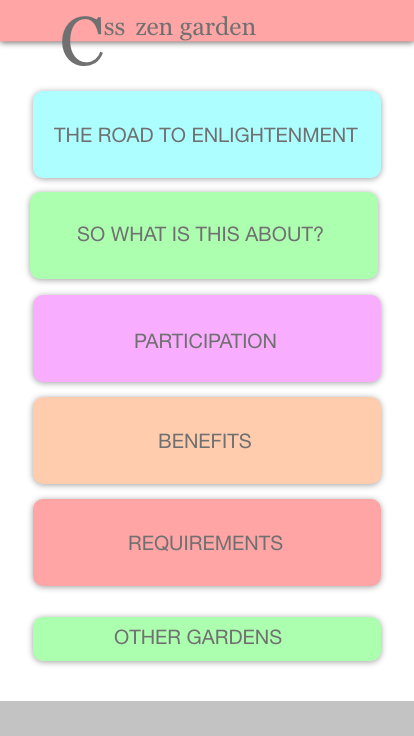 Css zen garden
THE ROAD TO ENLIGHTENMENT
SO WHAT IS THIS ABOUT?
PARTICIPATION
BENEFITS
REQUIREMENTS
OTHER GARDENS